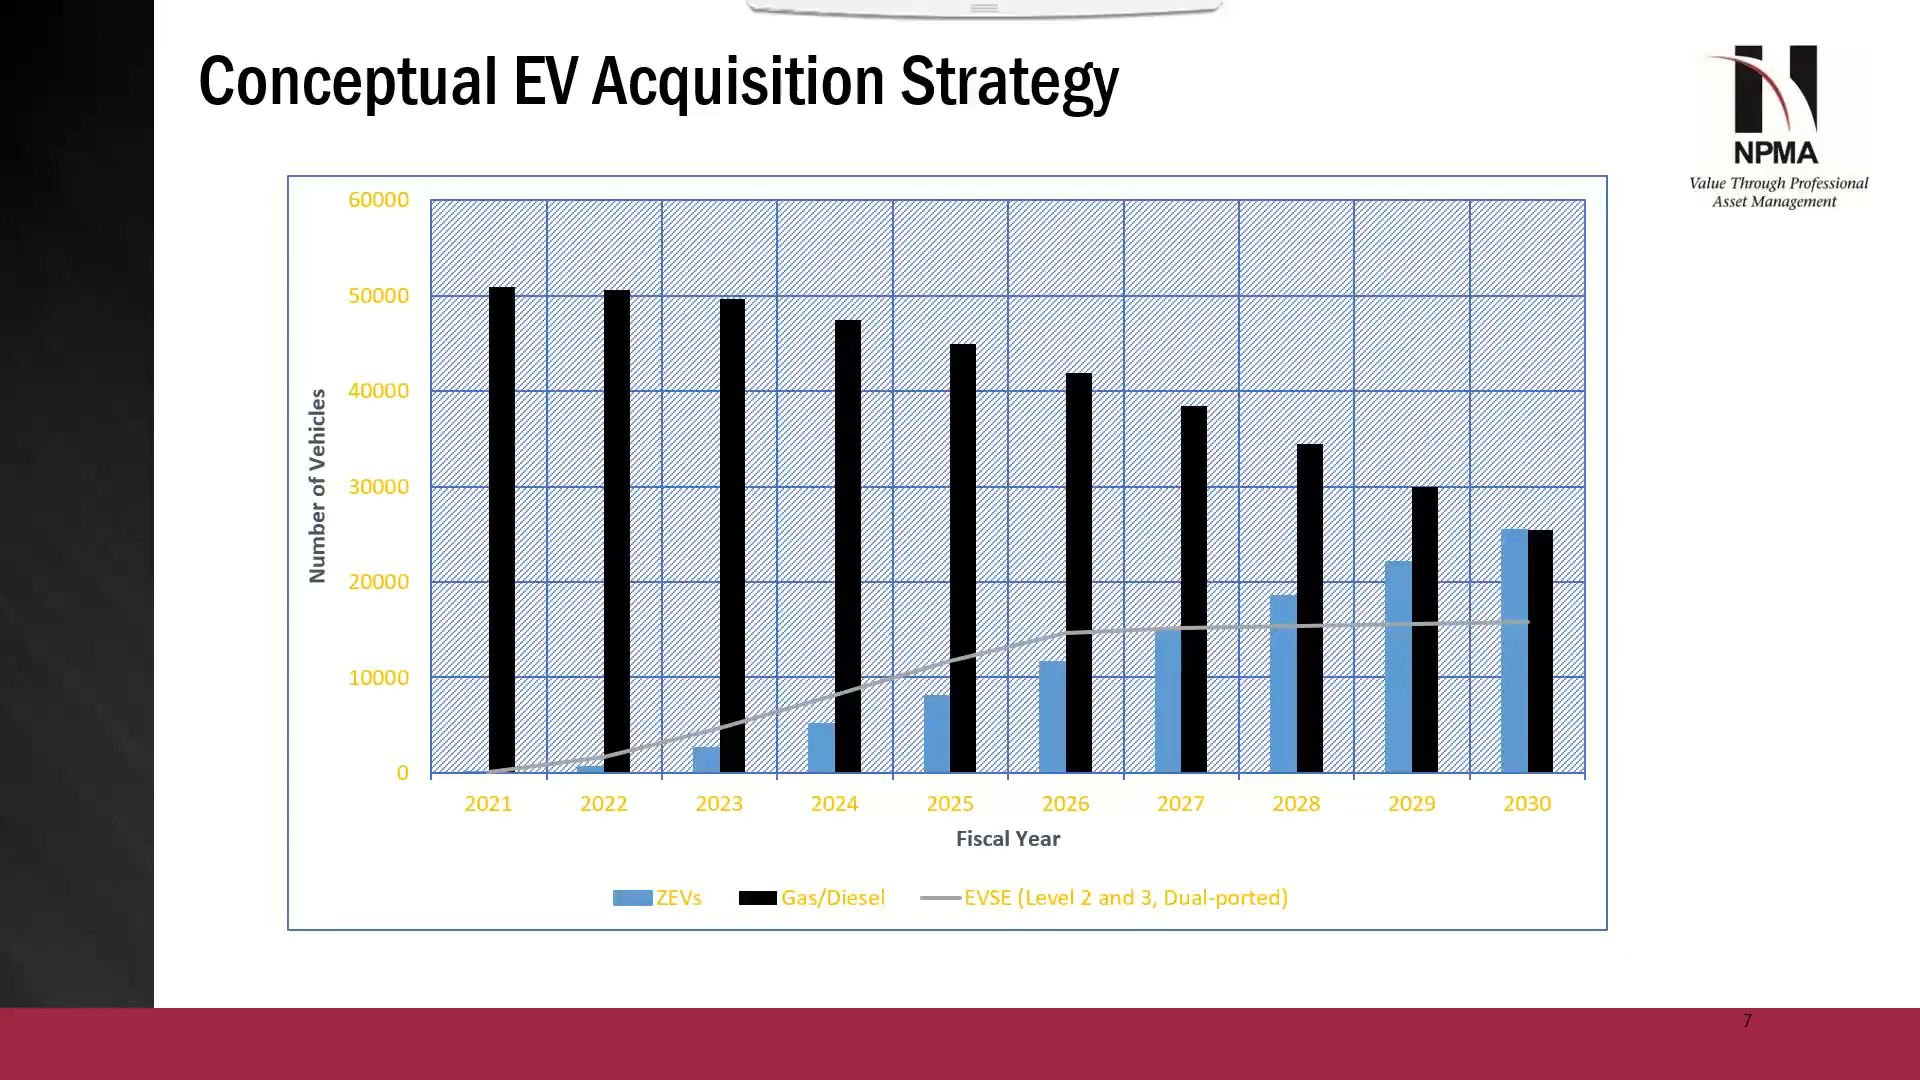 Conceptual EV Acquisition Strategy
NPMA
Value Through Professional
Asset Management
60000
50000
40000
30000
20000
10000
0
Number of Vehicles
2021 2022 2023 2024 2025 2026 2027 2028 2029 2030
Fiscal Year
ZEVs Gas/Diesel EVSE (Level 2 and 3, Dual-ported)
7